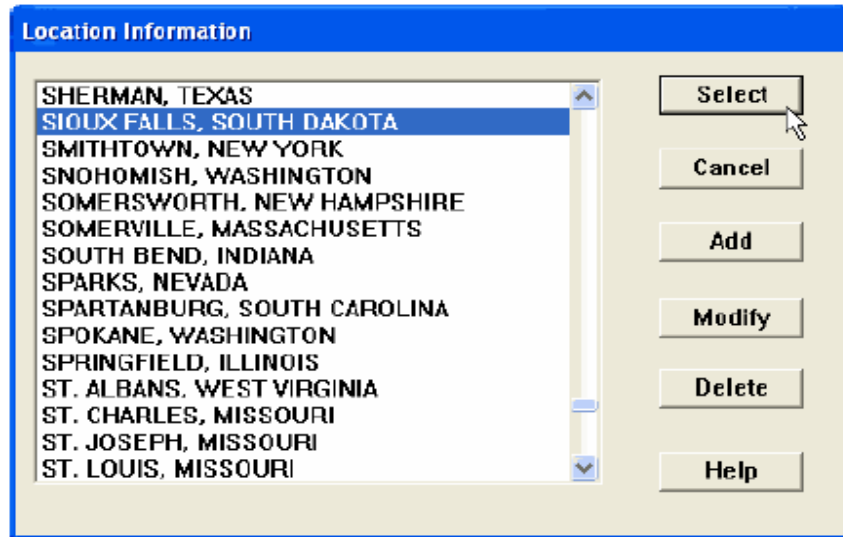 Location Information
SHERMAN, TEXAS
SIOUX FALLS, SOUTH DAKOTA
SMITHTOWN, NEW YORK
SNOHOMISH, WASHINGTON
SOMERSWORTH, NEW HAMPSHIRE
SOMERVILLE, MASSACHUSETTS
SOUTH BEND, INDIANA
SPARKS, NEVADA
SPARTANBURG, SOUTH CAROLINA
SPOKANE, WASHINGTON
SPRINGFIELD, ILLINOIS
ST. ALBANS, WEST VIRGINIA
ST. CHARLES, MISSOURI
ST. JOSEPH, MISSOURI
ST. LOUIS, MISSOURI
Select
Cancel
Add
Modify
Delete
Help